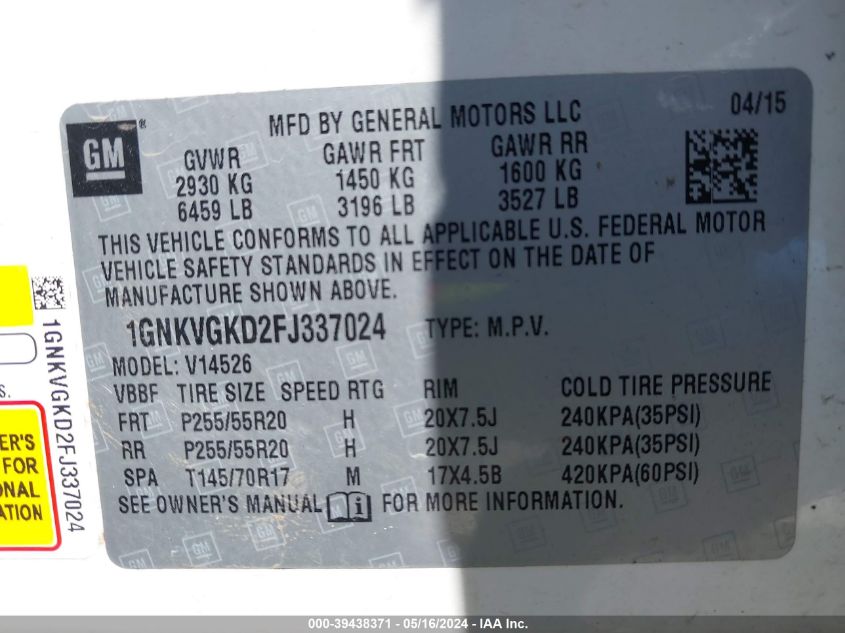 GM ®
MFD BY GENERAL MOTORS LLC 04/15
GVWR GAWR FRT GAWR RR
2930 KG 1450 KG 1600 KG
6459 LB 3196 LB 3527 LB
THIS VEHICLE CONFORMS TO ALL APPLICABLE U.S. FEDERAL MOTOR
VEHICLE SAFETY STANDARDS IN EFFECT ON THE DATE OF
MANUFACTURE SHOWN ABOVE.
1GNKVGKD2FJ337024 TYPE: M.P.V.
MODEL: V14526
VBBF TIRE SIZE SPEED RTG RIM COLD TIRE PRESSURE
FRT P255/55R20 H 20X7.5J 240KPA(35PSI)
RR P255/55R20 H 20X7.5J 240KPA(35PSI)
SPA T145/70R17 M 17X4.5B 420KPA(60PSI)
SEE OWNER'S MANUAL FOR MORE INFORMATION.
1GNKVGKD2FJ337024
S.
ER'S
FOR
ONAL
ATION
000-39438371 - 05/16/2024 - IAA Inc.